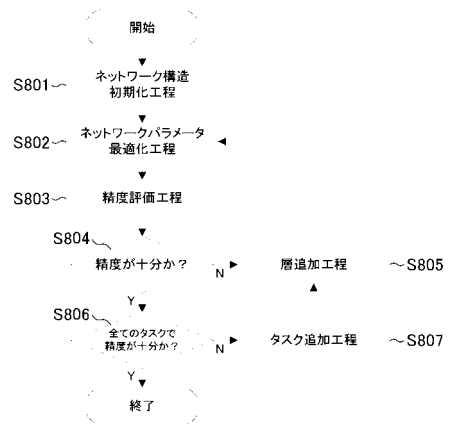 開始
S801 ネットワーク構造
初期化工程
S802 ネットワークパラメータ
最適化工程
S803 精度評価工程
S804
精度が十分か?
N
層追加工程 S805
Y
S806
全てのタスクで
精度が十分か?
N
タスク追加工程 S807
Y
終了